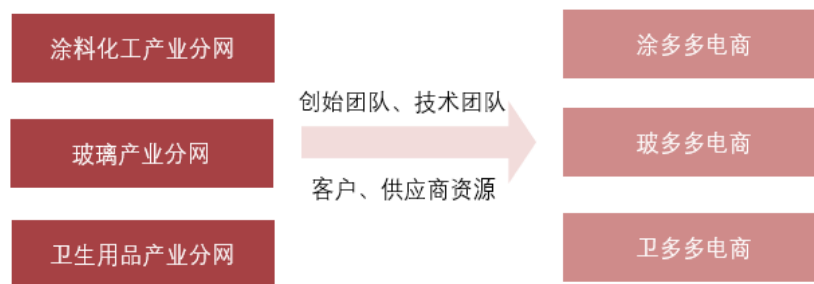 涂料化工产业分网
涂多多电商
创始团队、技术团队
玻璃产业分网
玻多多电商
客户、供应商资源
卫生用品产业分网
卫多多电商